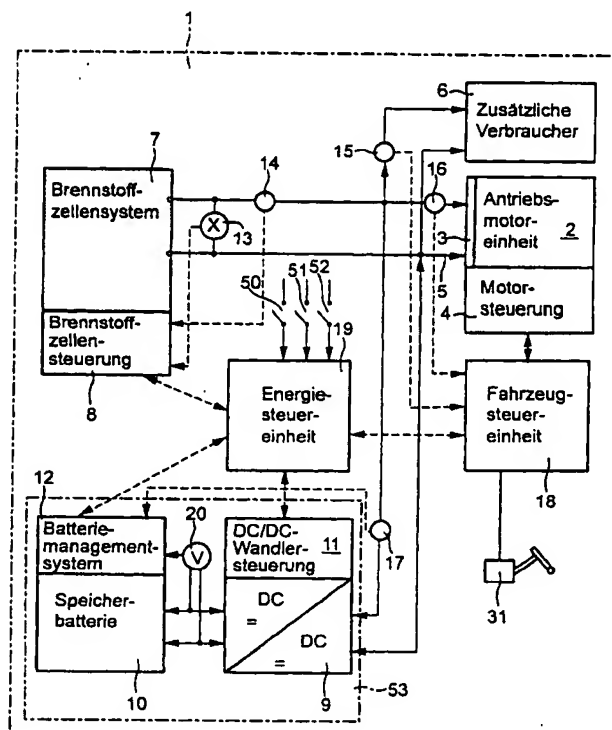 1
6
Zusätzliche
Verbraucher
7
Brennstoff-
zellensystem
14
15
16
X
13
3
Antriebs-
motor-
einheit
2
5
Motor-
steuerung
4
50
51
52
19
Brennstoff-
zellen-
steuerung
8
Energie-
steuer-
einheit
Fahrzeug-
steuer-
einheit
18
12
Batterie-
management-
system
20
V
DC/DC-
Wandler-
steuerung
11
17
31
Speicher-
batterie
DC
=
DC
=
10
9
53